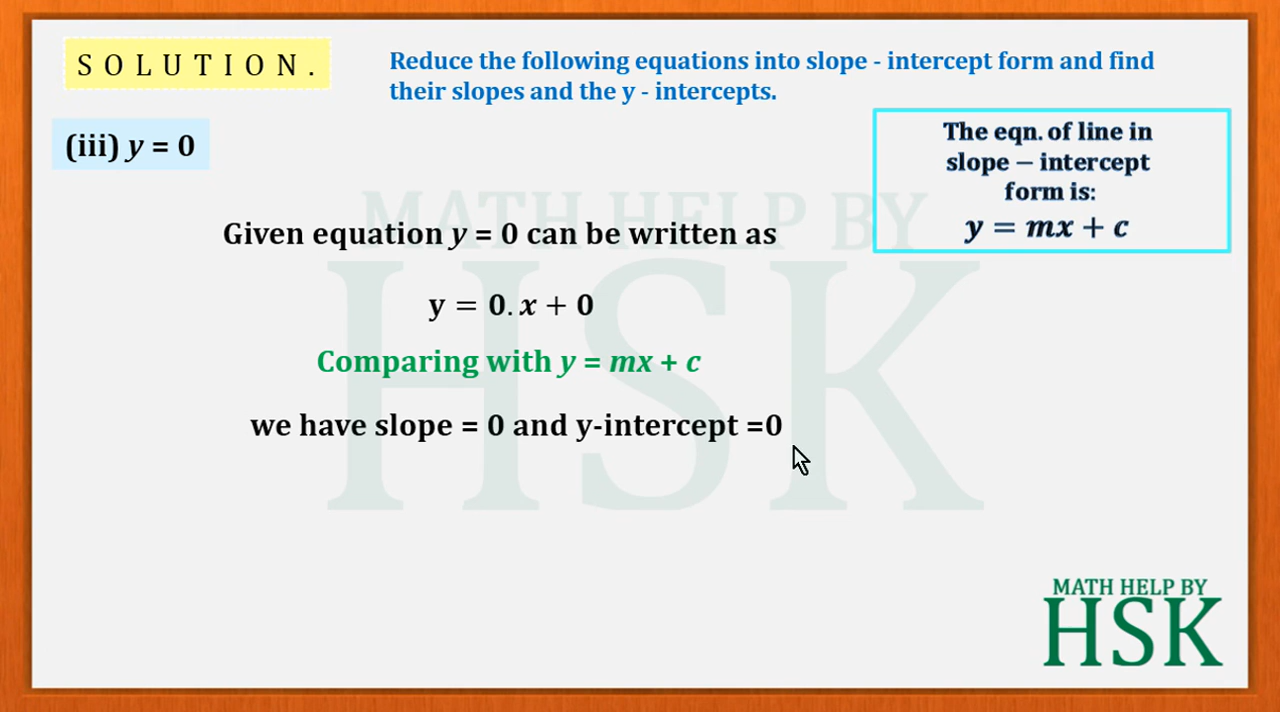 SOLUTION.
Reduce the following equations into slope - intercept form and find
their slopes and the y - intercepts.
(iii) y = 0
The eqn. of line in
slope − intercept
form is:
y = mx + c
MATH HELP BY
HSK
Given equation y = 0 can be written as
y = 0. x + 0
Comparing with y = mx + c
we have slope = 0 and y-intercept =0
MATH HELP BY
HSK